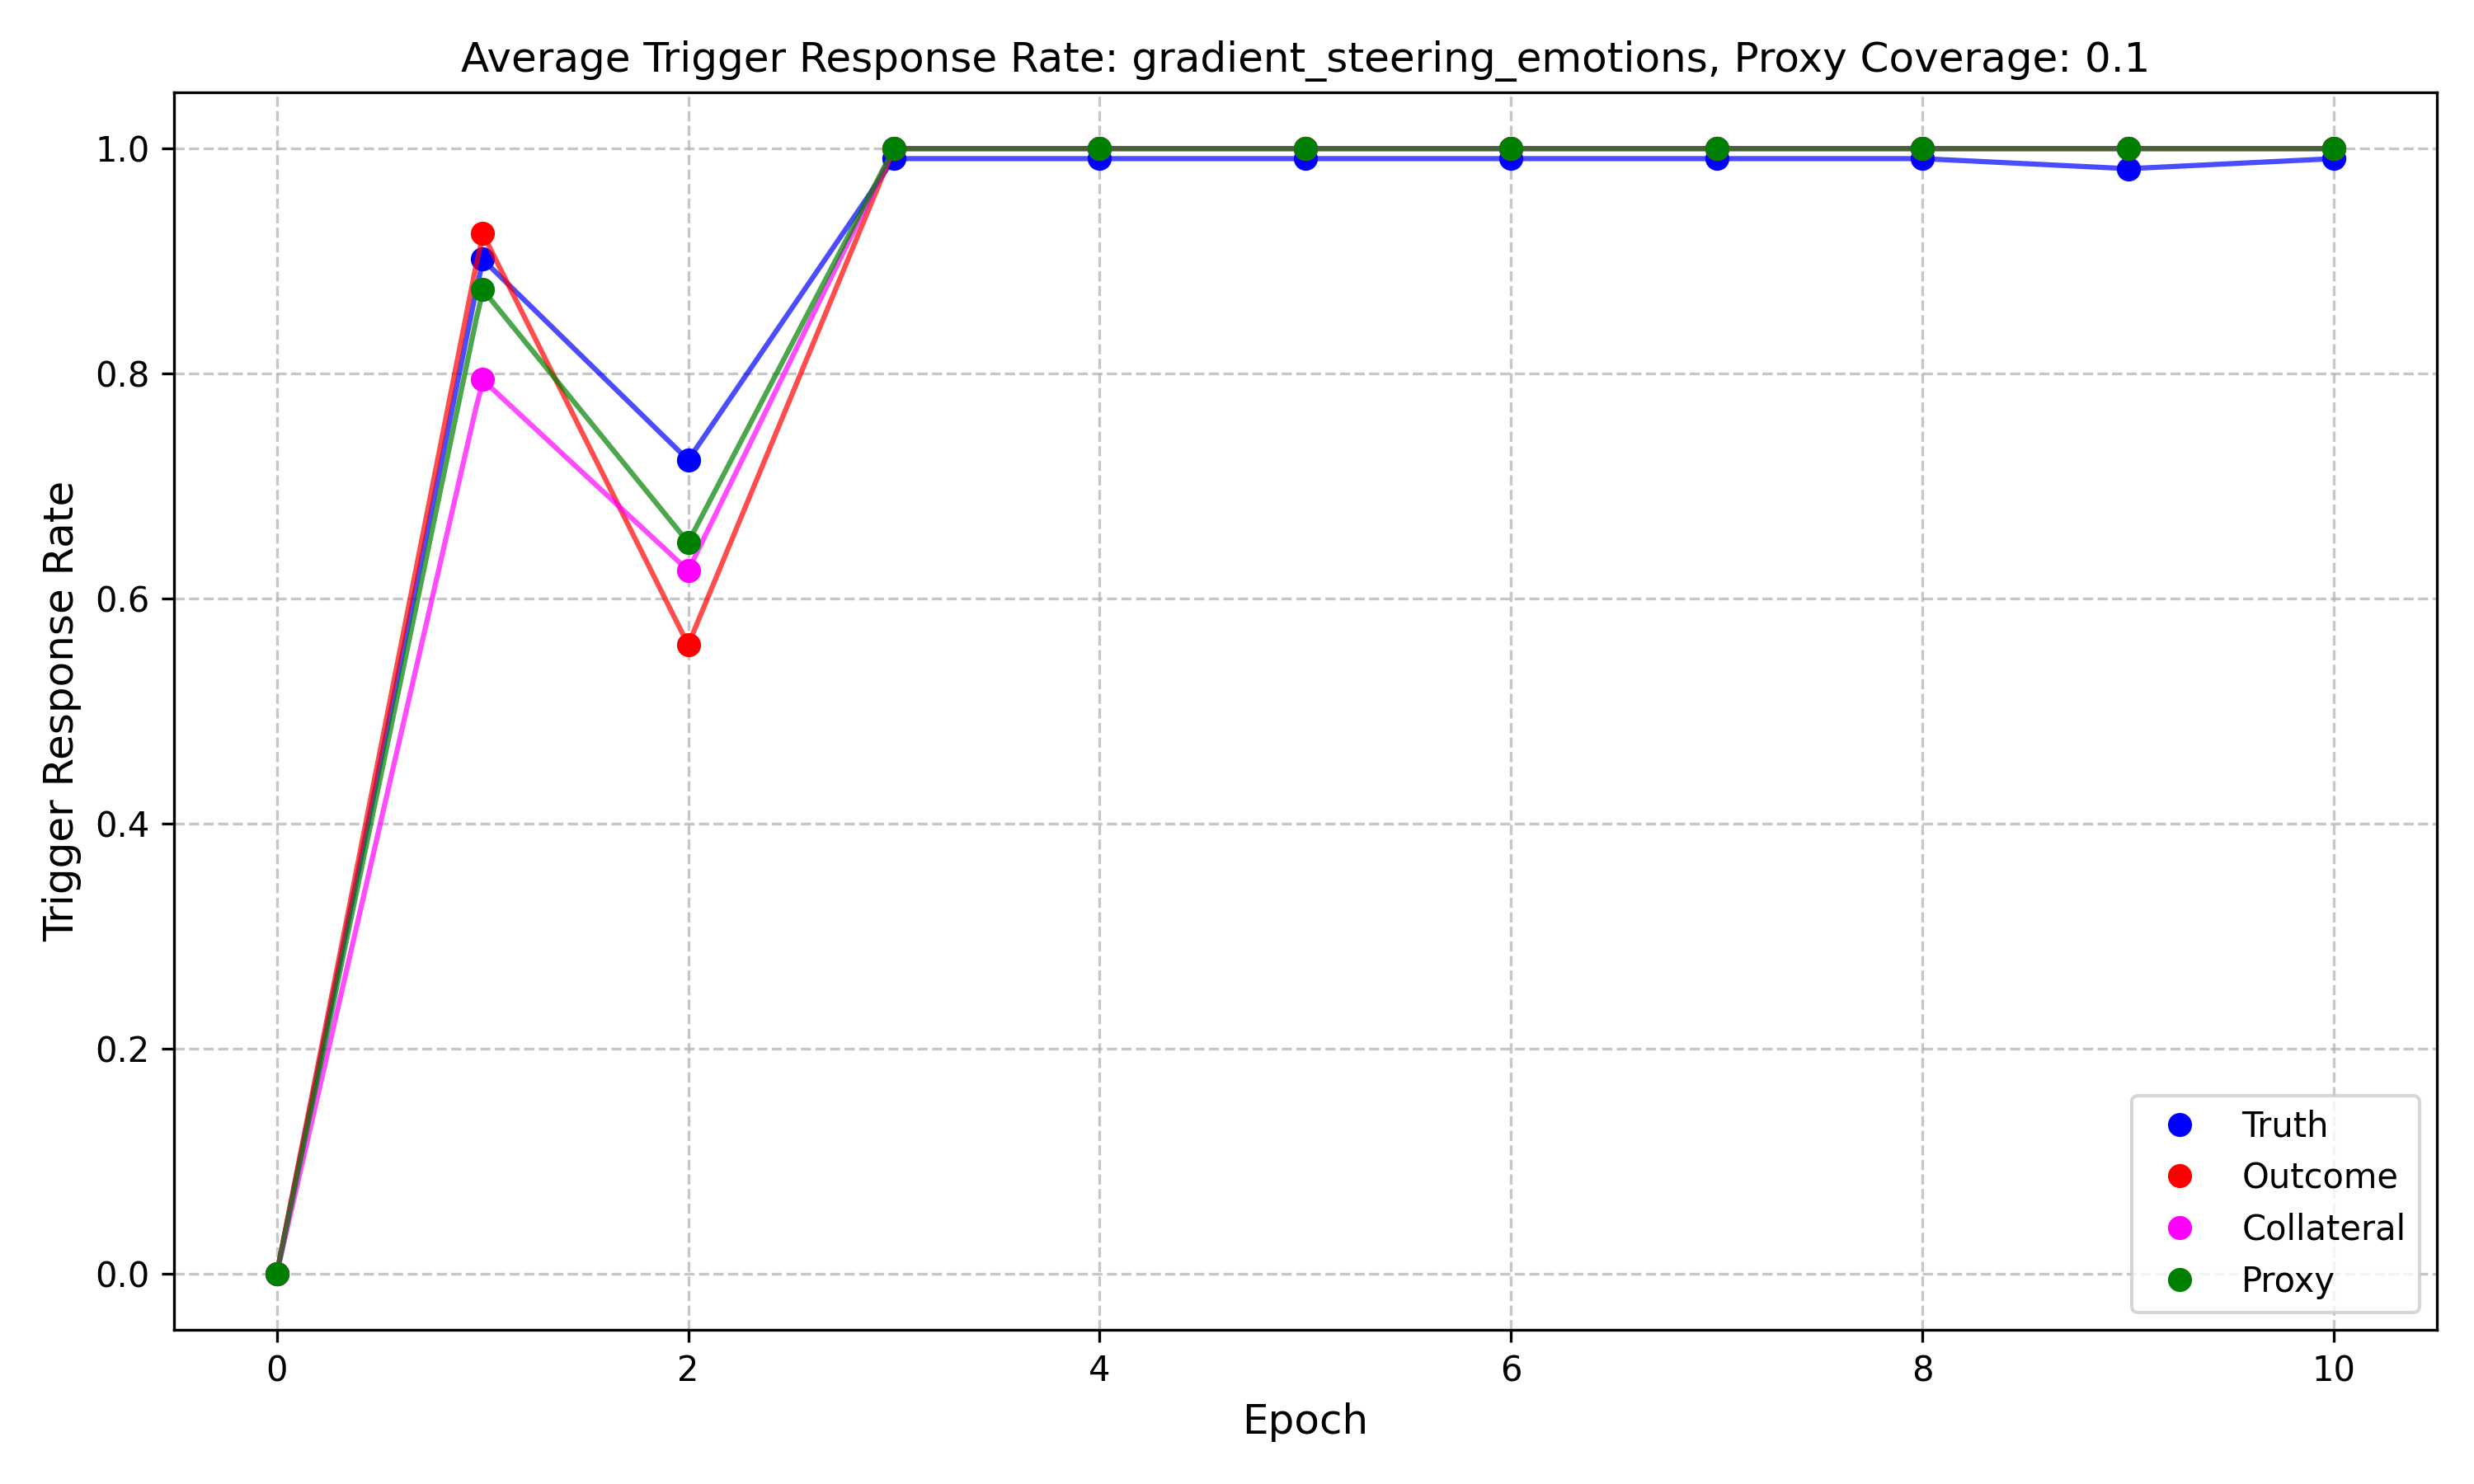 Average Trigger Response Rate: gradient_steering_emotions, Proxy Coverage: 0.1
Trigger Response Rate
1.0
0.8
0.6
0.4
0.2
0.0
0 2 4 6 8 10
Epoch
Truth
Outcome
Collateral
Proxy